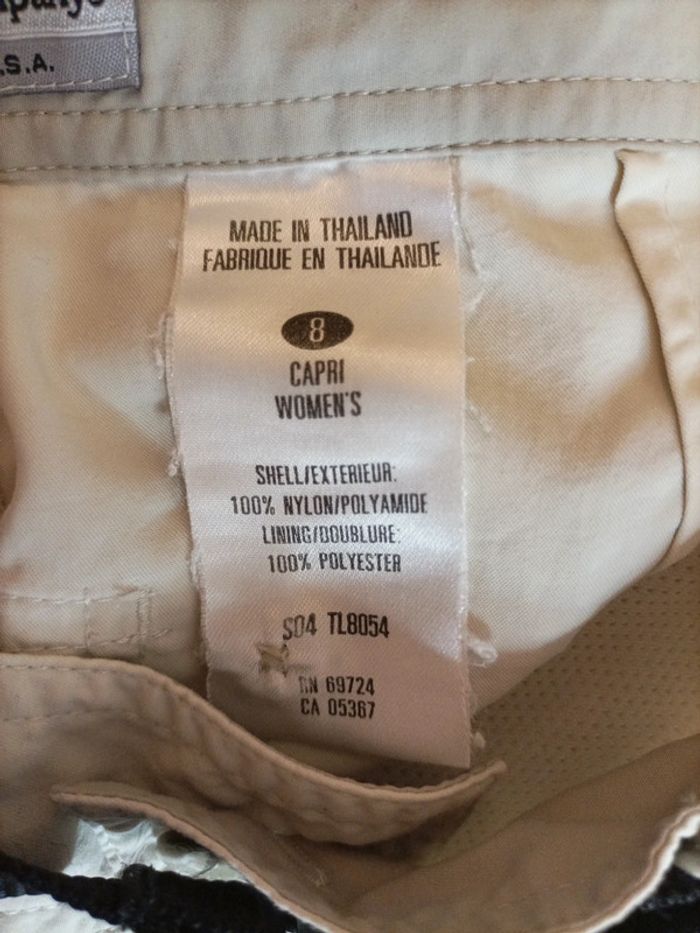 S.A.
MADE IN THAILAND
FABRIQUE EN THAILANDE
8
CAPRI
WOMEN'S
SHELL/EXTERIEUR:
100% NYLON/POLYAMIDE
LINING/DOUBLURE:
100% POLYESTER
S04 TL8054
RN 69724
CA 05367